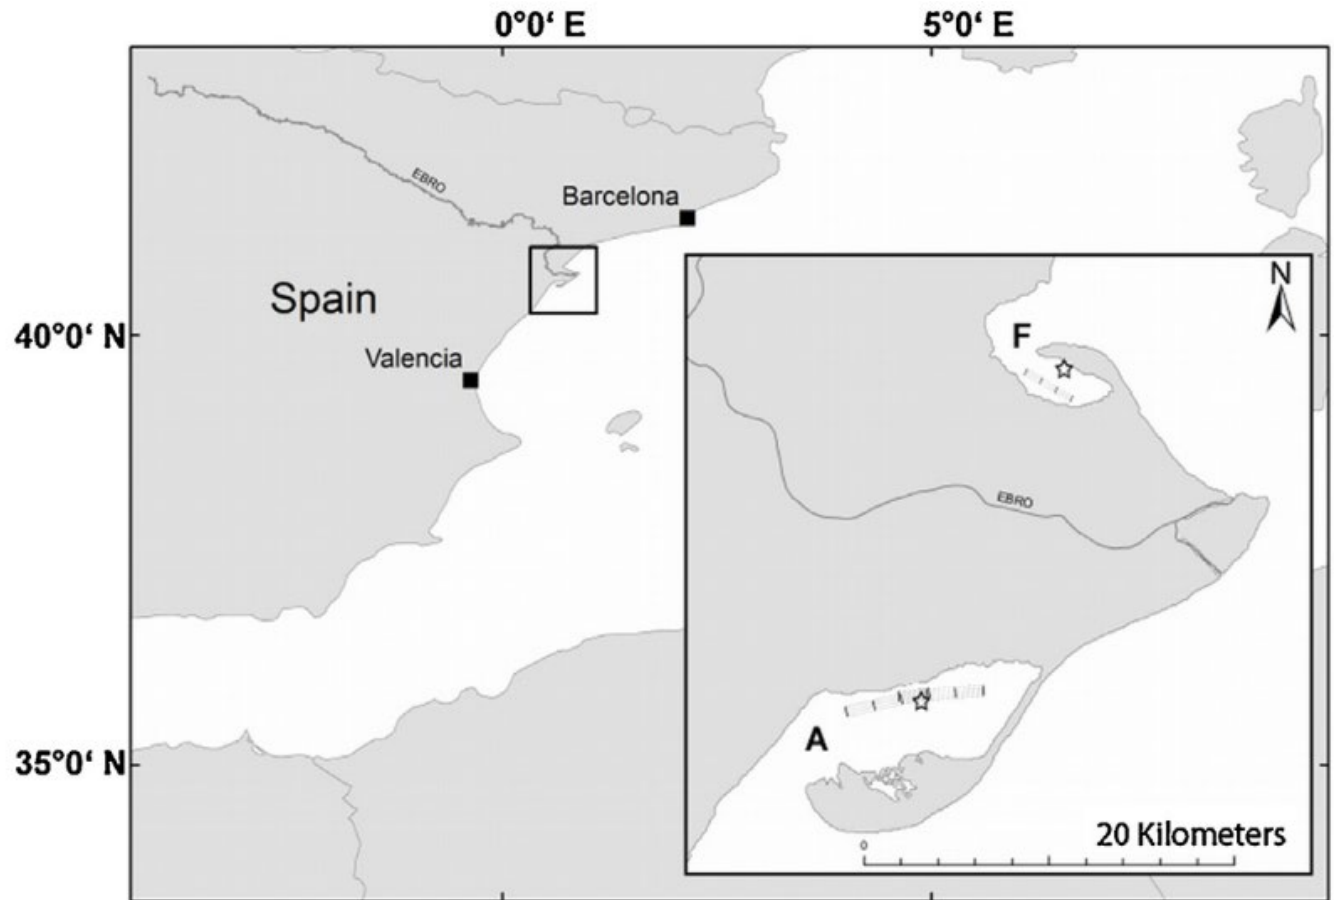 0°0‘ E
5°0‘ E
EBRO
Barcelona
Spain
40°0‘ N
Valencia
N
F
EBRO
A
35°0‘ N
20 Kilometers
0